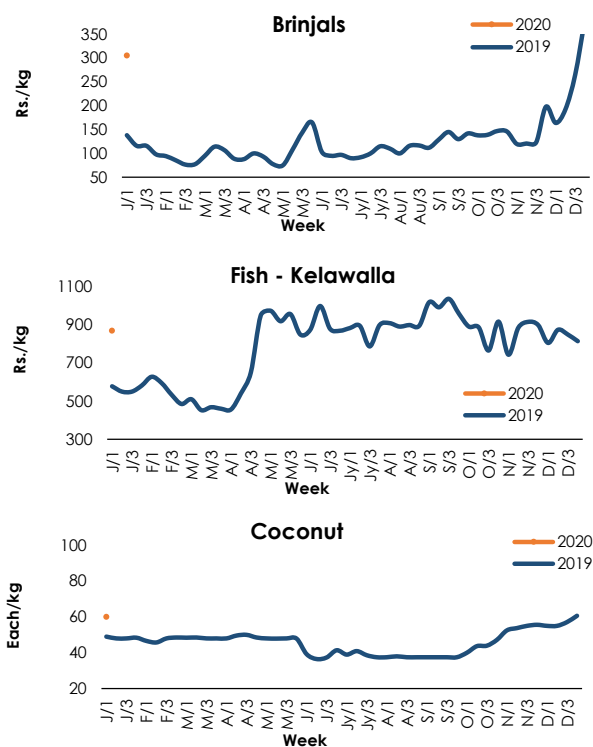 Brinjals
2020
2019
Rs./kg
350
300
250
200
150
100
50
J/1
J/3
F/1
F/3
M/1
M/3
A/1
A/3
M/1
M/3
J/1
J/3
Jy/1
Jy/3
Au/1
Au/3
S/1
S/3
O/1
O/3
N/1
N/3
D/1
D/3
Week
Fish - Kelawalla
Rs./kg
1100
900
700
500
300
2020
2019
J/1
J/3
F/1
F/3
M/1
M/3
A/1
A/3
M/1
M/3
J/1
J/3
Jy/1
Jy/3
A/1
A/3
S/1
S/3
O/1
O/3
N/1
N/3
D/1
D/3
Week
Coconut
2020
2019
Each/kg
100
80
60
40
20
J/1
J/3
F/1
F/3
M/1
M/3
A/1
A/3
M/1
M/3
J/1
J/3
Jy/1
Jy/3
A/1
A/3
S/1
S/3
O/1
O/3
N/1
N/3
D/1
D/3
Week